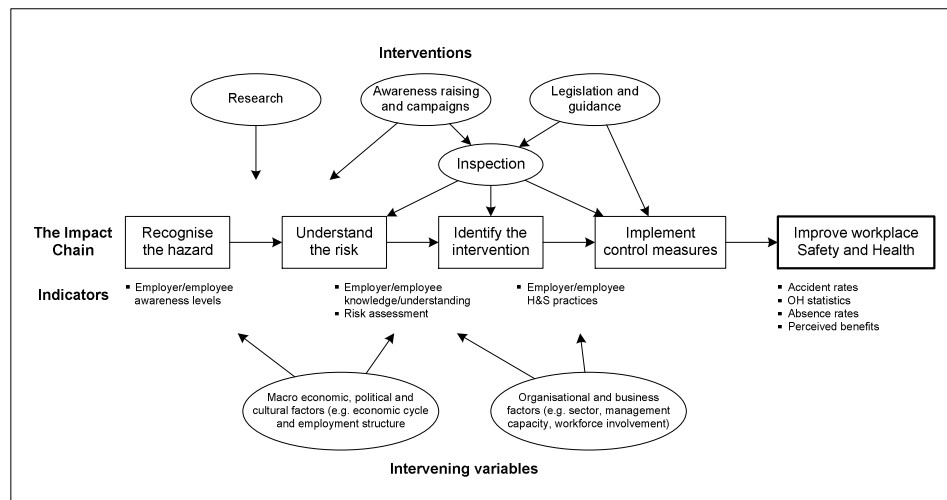 Interventions
Research
Awareness raising
and campaigns
Legislation and
guidance
Inspection
The Impact
Chain
Recognise
the hazard
Understand
the risk
Identify the
intervention
Implement
control measures
Improve workplace
Safety and Health
Indicators
▪ Employer/employee
awareness levels
▪ Employer/employee
knowledge/understanding
▪ Risk assessment
▪ Employer/employee
H&S practices
▪ Accident rates
▪ OH statistics
▪ Absence rates
▪ Perceived benefits
Macro economic, political and
cultural factors (e.g. economic cycle
and employment structure
Organisational and business
factors (e.g. sector, management
capacity, workforce involvement)
Intervening variables